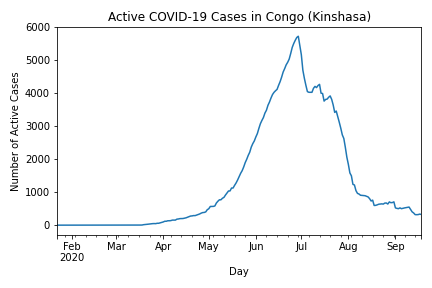 Active COVID-19 Cases in Congo (Kinshasa)
6000
5000
4000
3000
2000
1000
0
Number of Active Cases
Feb Mar Apr May Jun Jul Aug Sep
2020
Day